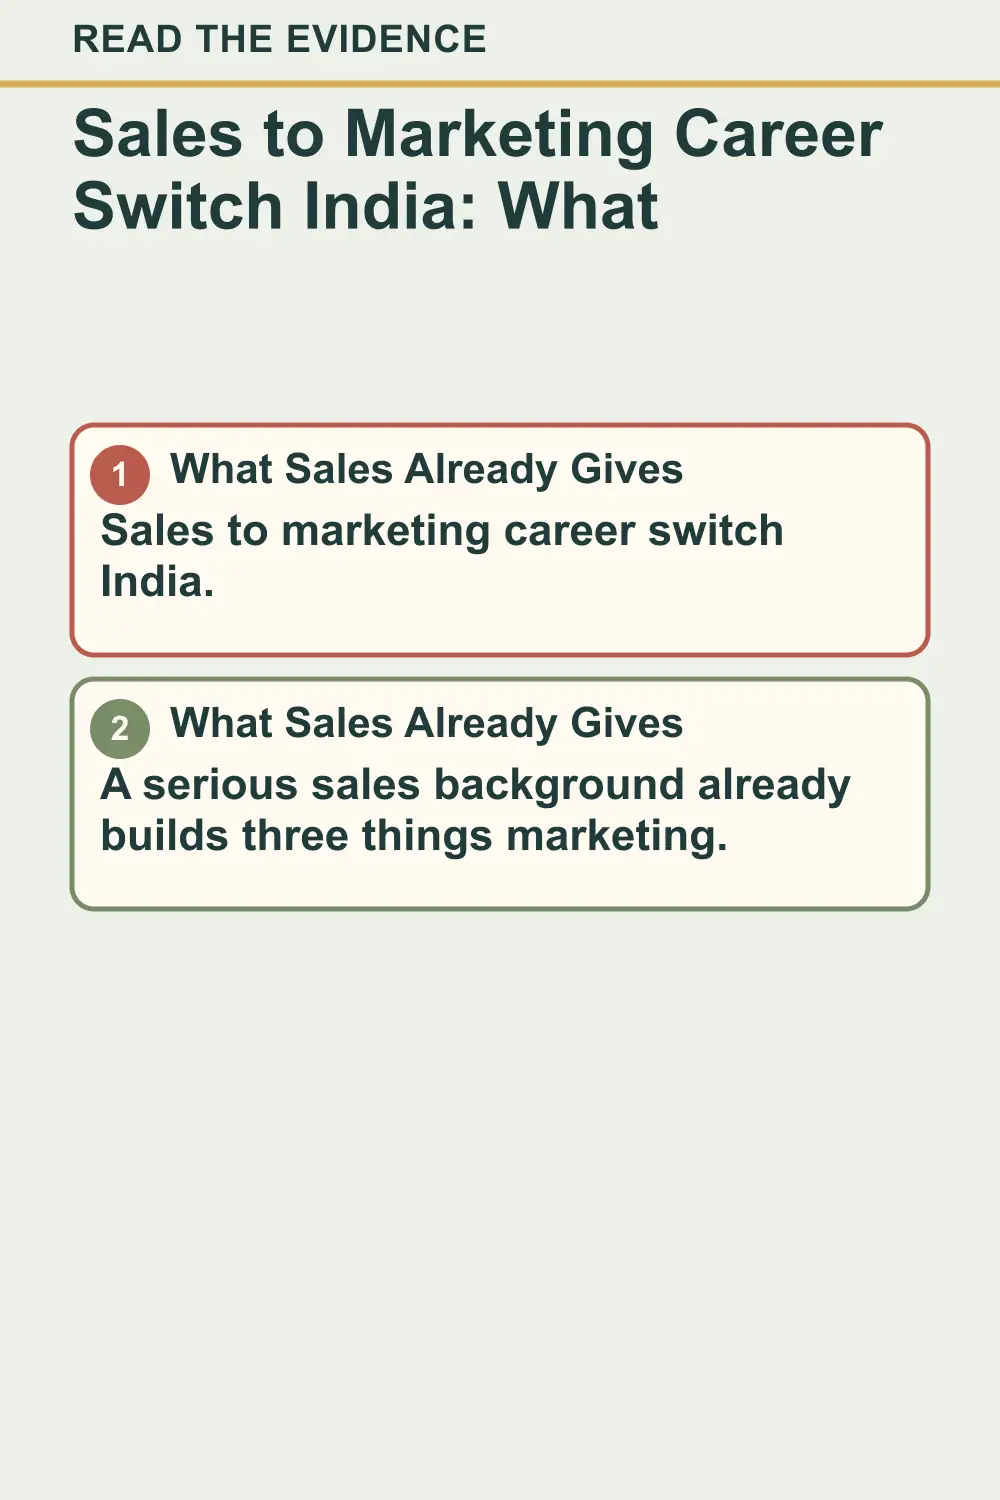 READ THE EVIDENCE
Sales to Marketing Career
Switch India: What
1 What Sales Already Gives
Sales to marketing career switch
India.
2 What Sales Already Gives
A serious sales background already
builds three things marketing.